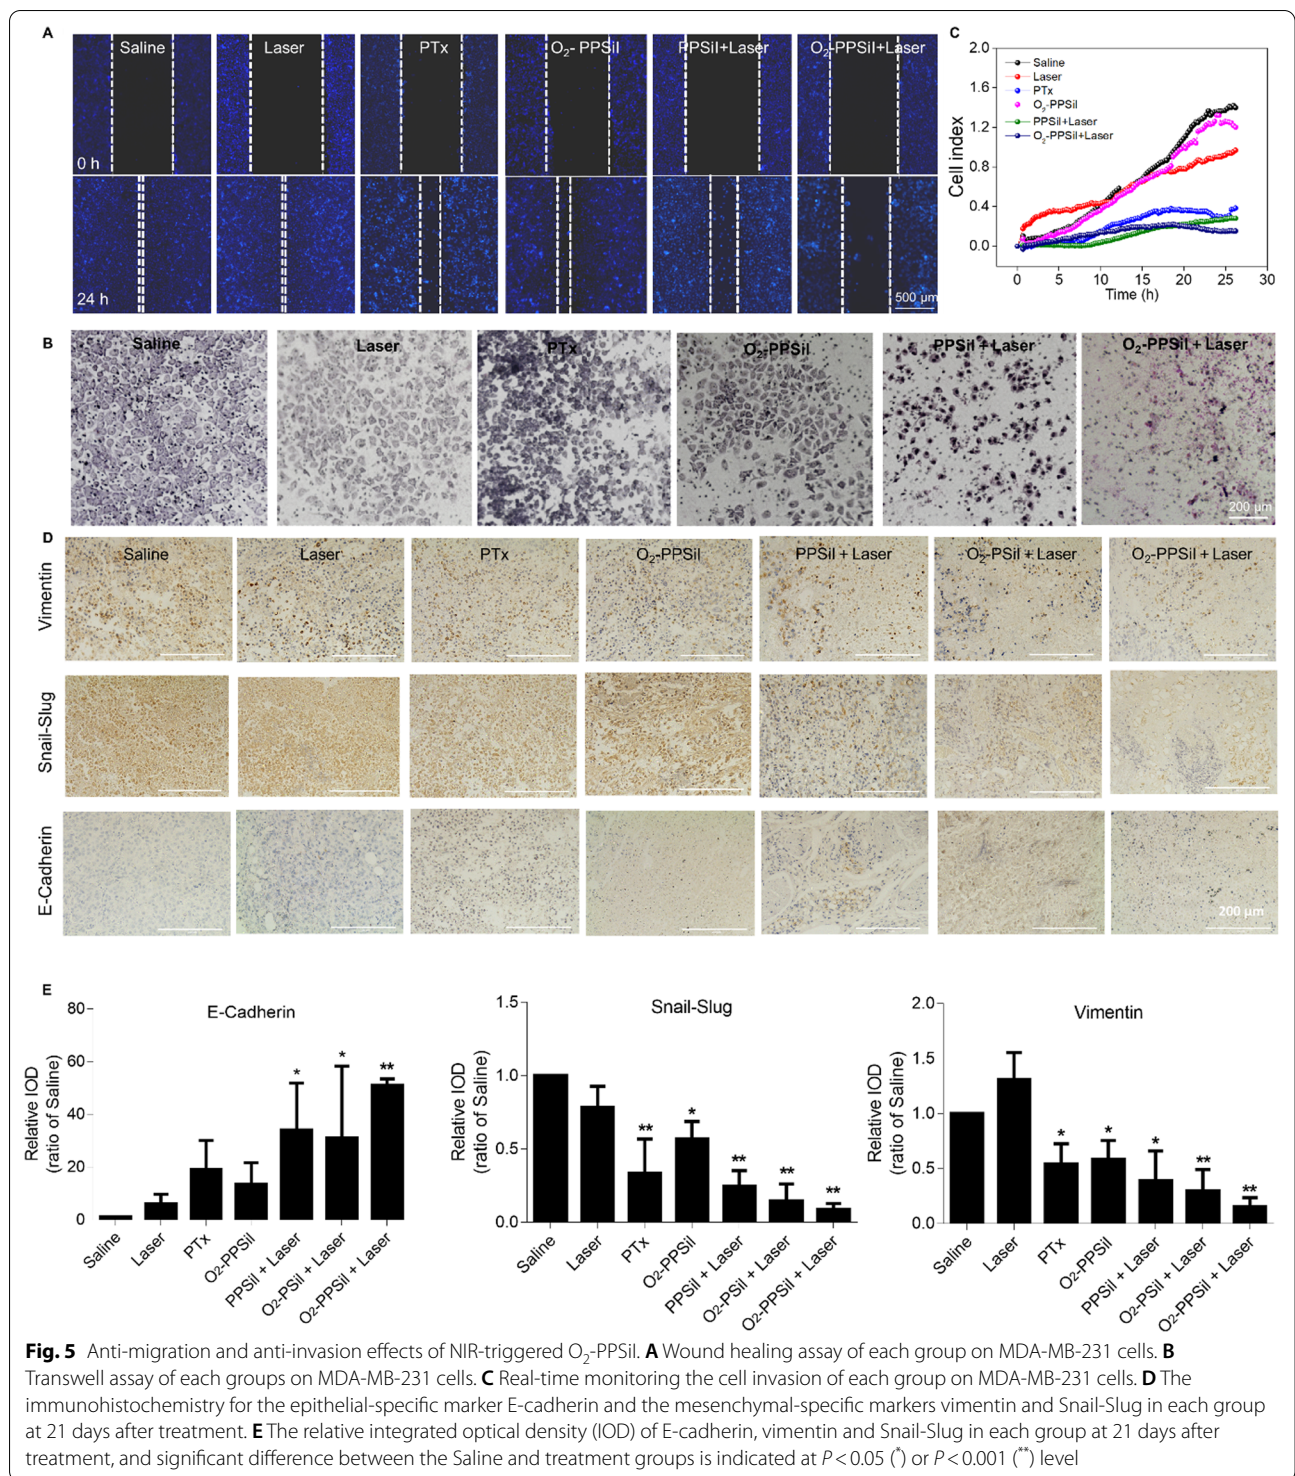 A
Saline
Laser
PTx
O₂- PPSil
PPSil+Laser
O₂-PPSil+Laser
0 h
24 h
500 µm
C
2.0
1.6
1.2
0.8
0.4
0.0
Cell index
Saline
Laser
PTx
O₂-PPSil
PPSil+Laser
O₂-PPSil+Laser
0 5 10 15 20 25 30
Time (h)
B
Saline
Laser
PTx
O₂-PPSil
PPSil + Laser
O₂-PPSil + Laser
200 µm
D
Saline
Laser
PTx
O₂-PPSil
PPSil + Laser
O₂-PSil + Laser
O₂-PPSil + Laser
Vimentin
Snail-Slug
E-Cadherin
200 µm
E
E-Cadherin
Relative IOD
(ratio of Saline)
80
60
40
20
0
* * **
Saline
Laser
PTx
O₂-PPSil
PPSil + Laser
O₂-PSil + Laser
O₂-PPSil + Laser
Snail-Slug
Relative IOD
(ratio of Saline)
1.5
1.0
0.5
0.0
** * ** ** **
Saline
Laser
PTx
O₂-PPSil
PPSil + Laser
O₂-PSil + Laser
O₂-PPSil + Laser
Vimentin
Relative IOD
(ratio of Saline)
2.0
1.5
1.0
0.5
0.0
* * * ** **
Saline
Laser
PTx
O₂-PPSil
PPSil + Laser
O₂-PSil + Laser
O₂-PPSil + Laser
Fig. 5 Anti-migration and anti-invasion effects of NIR-triggered O₂-PPSil. A Wound healing assay of each group on MDA-MB-231 cells. B
Transwell assay of each groups on MDA-MB-231 cells. C Real-time monitoring the cell invasion of each group on MDA-MB-231 cells. D The
immunohistochemistry for the epithelial-specific marker E-cadherin and the mesenchymal-specific markers vimentin and Snail-Slug in each group
at 21 days after treatment. E The relative integrated optical density (IOD) of E-cadherin, vimentin and Snail-Slug in each group at 21 days after
treatment, and significant difference between the Saline and treatment groups is indicated at P < 0.05 (*) or P < 0.001 (**) level